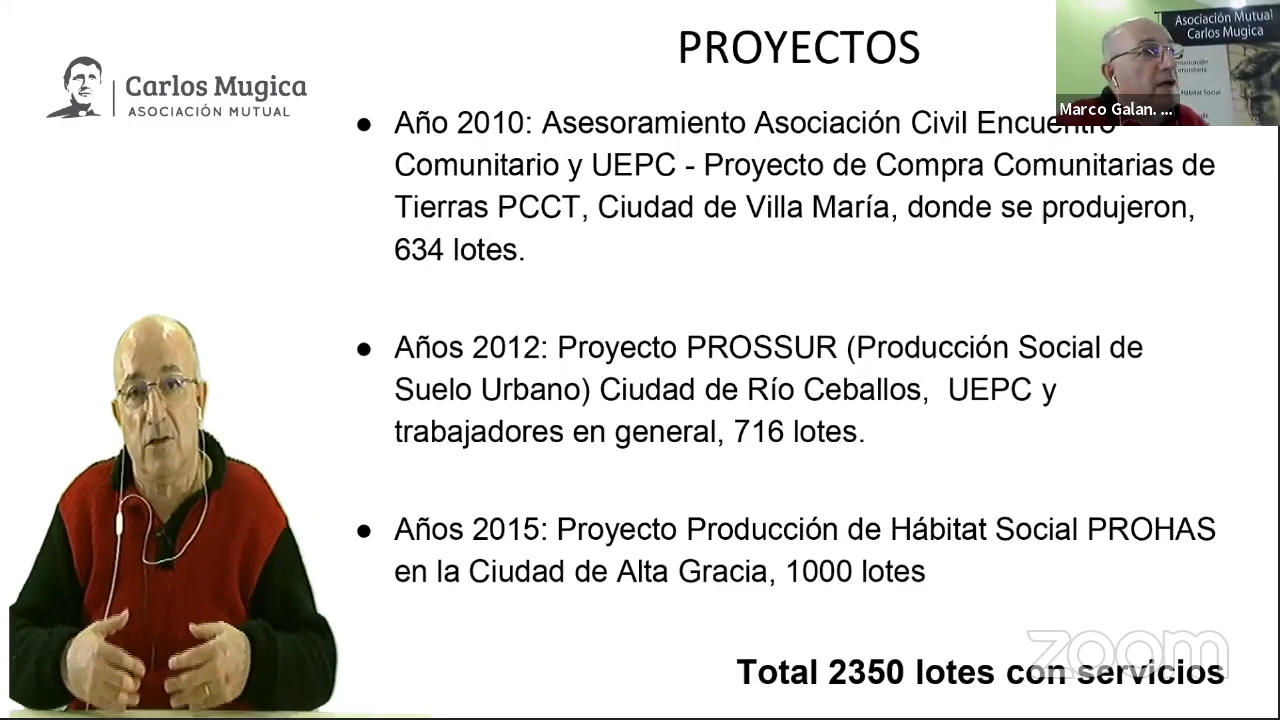 PROYECTOS
Carlos Mugica
ASOCIACIÓN MUTUAL
Asociación Mutual
Carlos Mugica
Hábitat Social
Marco Galan. ...
● Año 2010: Asesoramiento Asociación Civil Encuentro
Comunitario y UEPC - Proyecto de Compra Comunitarias de
Tierras PCCT, Ciudad de Villa María, donde se produjeron,
634 lotes.
● Años 2012: Proyecto PROSSUR (Producción Social de
Suelo Urbano) Ciudad de Río Ceballos, UEPC y
trabajadores en general, 716 lotes.
● Años 2015: Proyecto Producción de Hábitat Social PROHAS
en la Ciudad de Alta Gracia, 1000 lotes
zoom
Total 2350 lotes con servicios